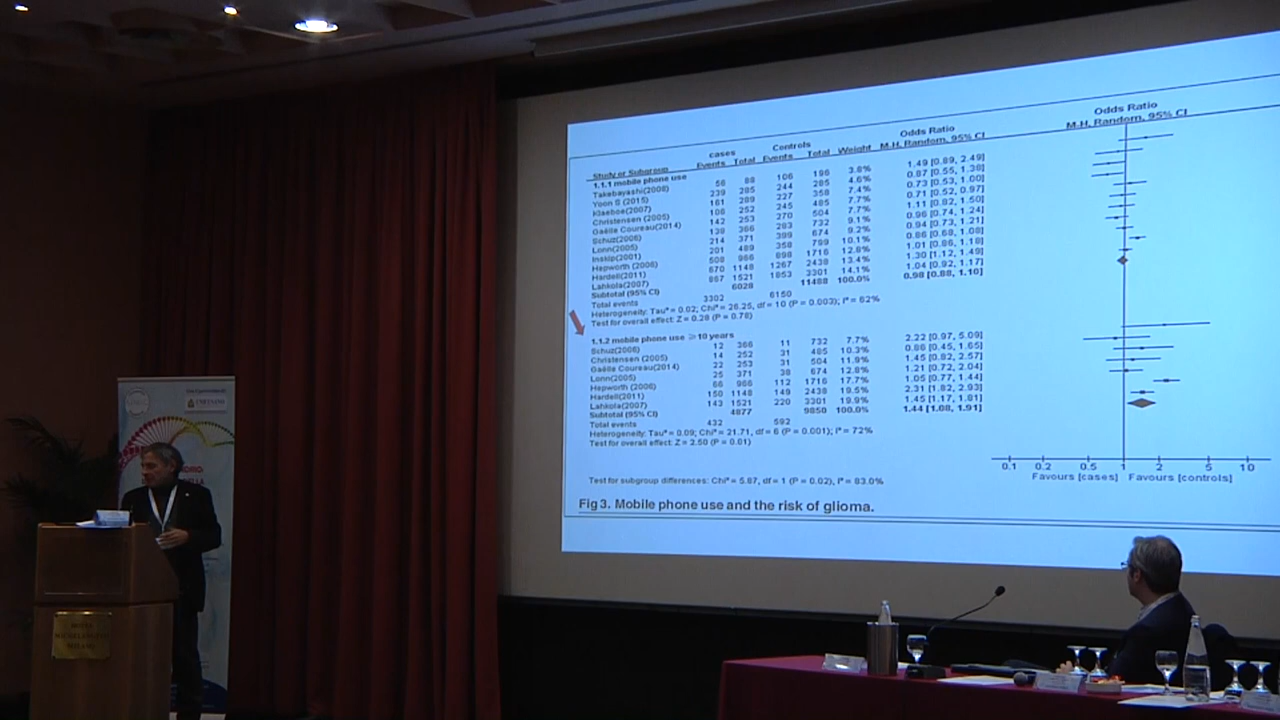 Odds Ratio
M-H, Random, 95% CI
cases Controls Odds Ratio
Study or Subgroup Events Total Events Total Weight M-H, Random, 95% CI
1.1.1 mobile phone use
Takebayashi(2008) 56 88 106 196 3.6% 1.49 [0.89, 2.49]
Yoon S (2015) 239 285 244 285 4.6% 0.87 [0.55, 1.38]
Klaeboe(2007) 161 289 227 358 7.4% 0.73 [0.53, 1.00]
Christensen (2005) 106 252 245 485 7.7% 0.71 [0.52, 0.97]
Gaëlle Coureau(2014) 142 253 270 504 7.7% 1.11 [0.82, 1.50]
Schuz(2006) 138 366 283 732 9.1% 0.96 [0.74, 1.24]
Lonn(2005) 214 371 399 674 9.2% 0.94 [0.73, 1.21]
Inskip(2001) 201 489 358 799 10.1% 0.86 [0.68, 1.08]
Hepworth (2006) 508 966 898 1716 12.8% 1.01 [0.86, 1.18]
Hardell(2011) 670 1148 1267 2438 13.4% 1.30 [1.12, 1.49]
Lahkola(2007) 867 1521 1853 3301 14.1% 1.04 [0.92, 1.17]
Subtotal (95% CI) 6028 11488 100.0% 0.98 [0.88, 1.10]
Total events 3302 6150
Heterogeneity: Tau² = 0.02; Chi² = 26.25, df = 10 (P = 0.003); I² = 62%
Test for overall effect: Z = 0.28 (P = 0.78)
1.1.2 mobile phone use ≥10 years
Schuz(2006) 12 366 11 732 7.7% 2.22 [0.97, 5.09]
Christensen (2005) 14 252 31 485 10.3% 0.86 [0.45, 1.65]
Gaëlle Coureau(2014) 22 253 31 504 11.9% 1.45 [0.82, 2.57]
Lonn(2005) 25 371 38 674 12.8% 1.21 [0.72, 2.04]
Hepworth (2006) 66 966 112 1716 17.7% 1.05 [0.77, 1.44]
Hardell(2011) 150 1148 149 2438 19.5% 2.31 [1.82, 2.93]
Lahkola(2007) 143 1521 220 3301 19.9% 1.45 [1.17, 1.81]
Subtotal (95% CI) 4877 9850 100.0% 1.44 [1.08, 1.91]
Total events 432 592
Heterogeneity: Tau² = 0.09; Chi² = 21.71, df = 6 (P = 0.001); I² = 72%
Test for overall effect: Z = 2.50 (P = 0.01)
0.1 0.2 0.5 1 2 5 10
Favours [cases] Favours [controls]
Test for subgroup differences: Chi² = 5.87, df = 1 (P = 0.02), I² = 83.0%
Fig 3. Mobile phone use and the risk of glioma.